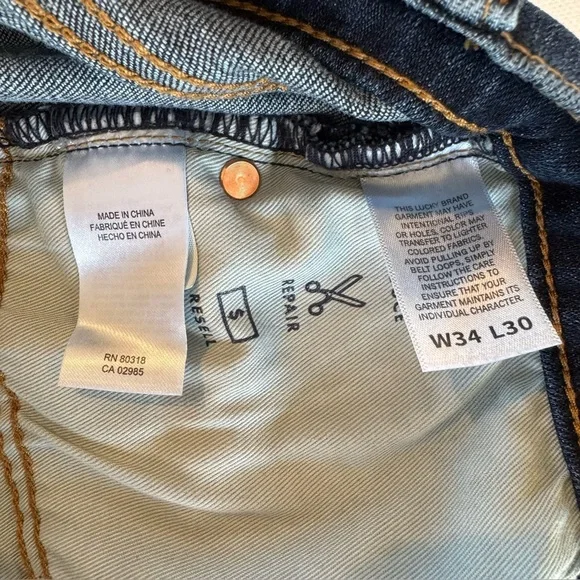 MADE IN CHINA
FABRIQUÉ EN CHINE
HECHO EN CHINA
RN 80318
CA 02985
RESELL
$
REPAIR
THIS LUCKY BRAND
GARMENT MAY HAVE
INTENTIONAL RIPS
OR HOLES, COLOR MAY
TRANSFER TO LIGHTER
COLORED FABRICS.
AVOID PULLING UP BY
BELT LOOPS, SIMPLY
FOLLOW THE CARE
INSTRUCTIONS TO
ENSURE THAT YOUR
GARMENT MAINTAINS ITS
INDIVIDUAL CHARACTER.
W34 L30